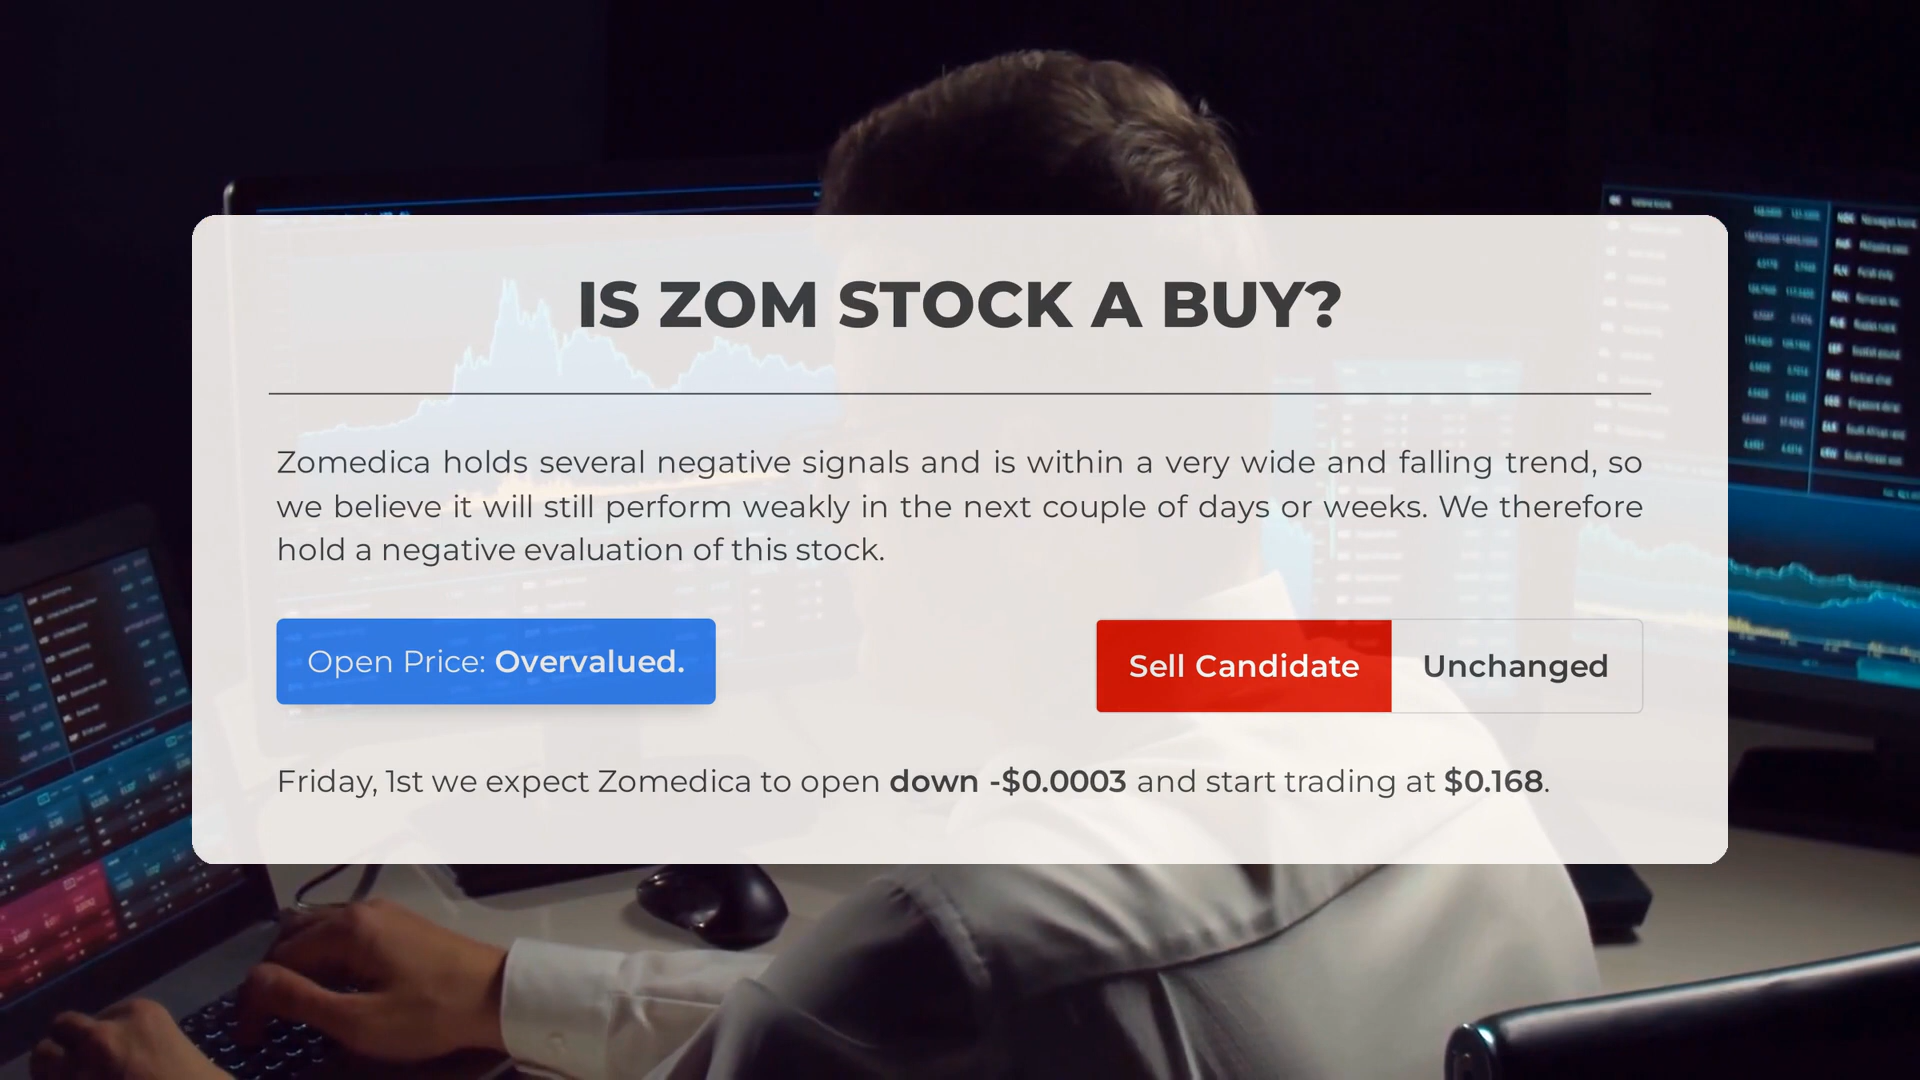 IS ZOM STOCK A BUY?
Zomedica holds several negative signals and is within a very wide and falling trend, so
we believe it will still perform weakly in the next couple of days or weeks. We therefore
hold a negative evaluation of this stock.
Open Price: Overvalued.
Sell Candidate Unchanged
Friday, 1st we expect Zomedica to open down -$0.0003 and start trading at $0.168.